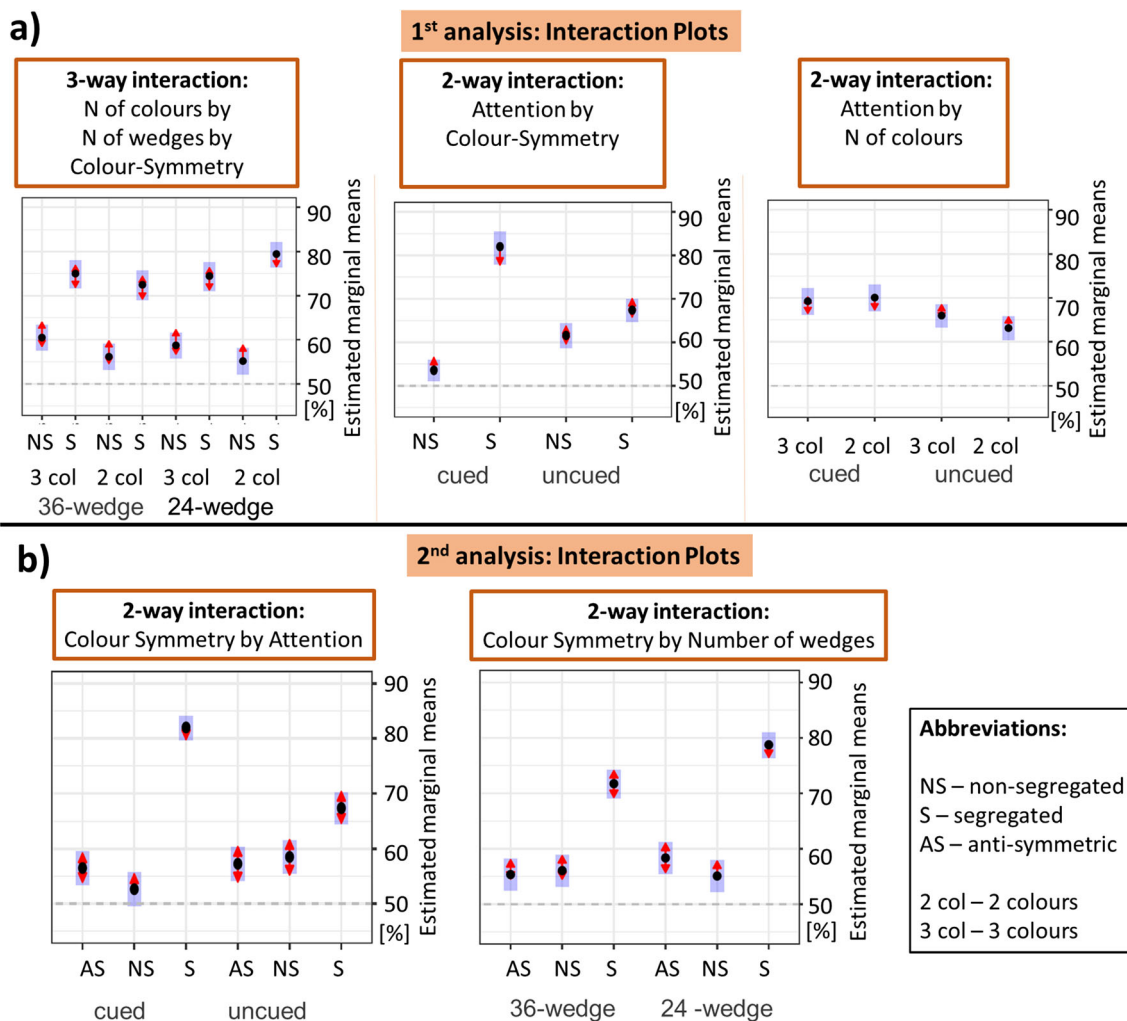 a)
1st analysis: Interaction Plots
3-way interaction:
N of colours by
N of wedges by
Colour-Symmetry
90
80
70
60
50
[%]
Estimated marginal means
NS S NS S NS S NS S
3 col 2 col 3 col 2 col
36-wedge 24-wedge
2-way interaction:
Attention by
Colour-Symmetry
90
80
70
60
50
[%]
Estimated marginal means
NS S NS S
cued uncued
2-way interaction:
Attention by
N of colours
90
80
70
60
50
[%]
Estimated marginal means
3 col 2 col 3 col 2 col
cued uncued
b)
2nd analysis: Interaction Plots
2-way interaction:
Colour Symmetry by Attention
90
80
70
60
50
[%]
Estimated marginal means
AS NS S AS NS S
cued uncued
2-way interaction:
Colour Symmetry by Number of wedges
90
80
70
60
50
[%]
Estimated marginal means
AS NS S AS NS S
36-wedge 24 -wedge
Abbreviations:
NS – non-segregated
S – segregated
AS – anti-symmetric
2 col – 2 colours
3 col – 3 colours